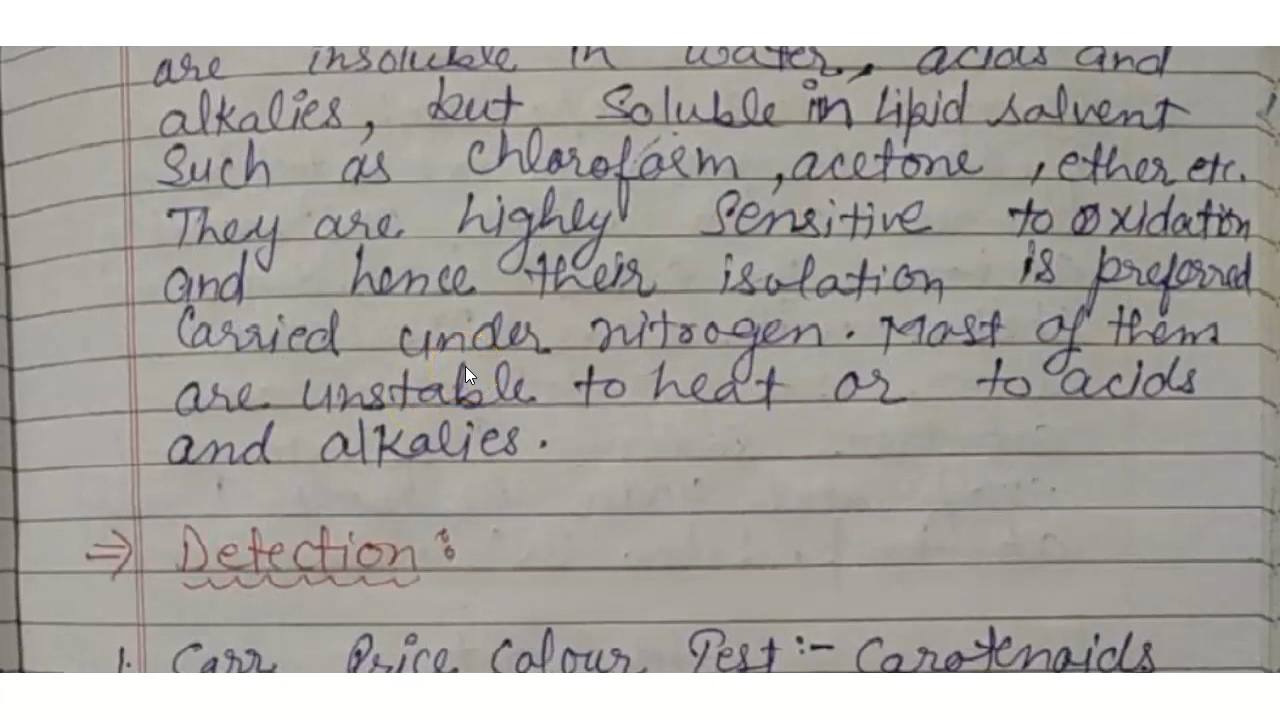 are insoluble in water, acids and
alkalies, but Soluble in Lipid salvent
Such as Chloroform, acetone, ether etc.
They are highly Sensitive to Oxidation
and hence their isolation is preferred
Carried under nitrogen. Most of them
are unstable to heat or to acids
and alkalies.
⇒ Detection:
1. Carr Price Colour Test:- Carotenoids